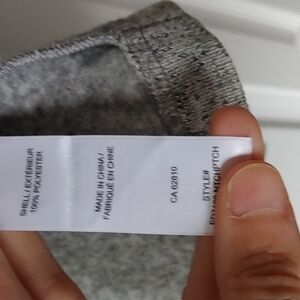 SHELL / EXTÉRIEUR
100% POLYESTER
MADE IN CHINA /
FABRIQUÉ EN CHINE
CA 62810
STYLE#